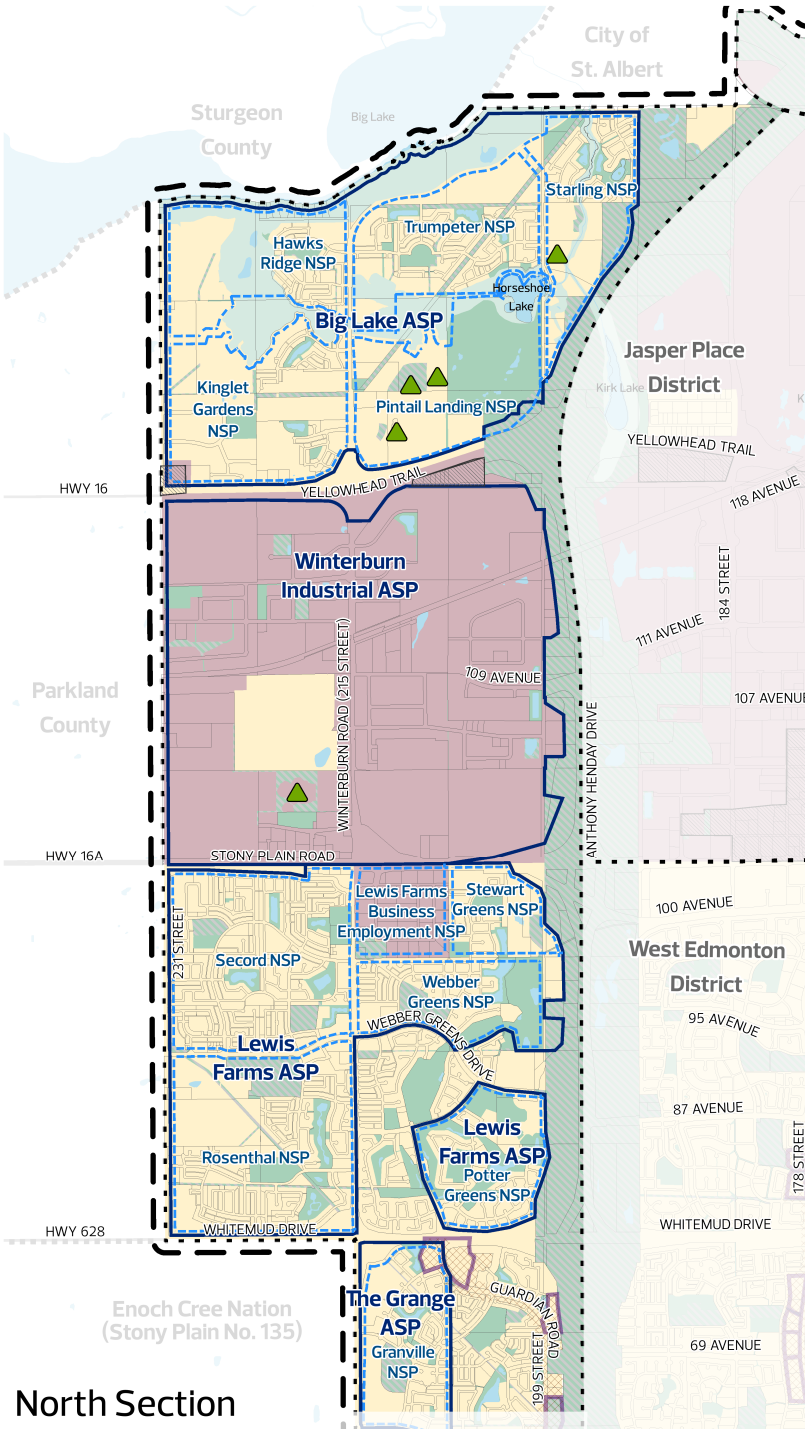 City of
St. Albert
Big Lake
Sturgeon
County
Starling NSP
Trumpeter NSP
Hawks
Ridge NSP
Horseshoe
Lake
Big Lake ASP
Jasper Place
District
Kirk Lake
K
Kinglet
Gardens
NSP
Pintail Landing NSP
YELLOWHEAD TRAIL
YELLOWHEAD TRAIL
HWY 16
118 AVENUE
Winterburn
Industrial ASP
184 STREET
111 AVENUE
WINTERBURN ROAD (215 STREET)
109 AVENUE
Parkland
County
107 AVENUE
ANTHONY HENDAY DRIVE
HWY 16A
STONY PLAIN ROAD
Lewis Farms
Business
Employment NSP
Stewart
Greens NSP
100 AVENUE
231 STREET
Secord NSP
West Edmonton
District
Webber
Greens NSP
WEBBER GREENS DRIVE
95 AVENUE
Lewis
Farms ASP
87 AVENUE
Lewis
Farms ASP
Potter
Greens NSP
Rosenthal NSP
178 STREET
HWY 628
WHITEMUD DRIVE
WHITEMUD DRIVE
Enoch Cree Nation
(Stony Plain No. 135)
The Grange
ASP
Granville
NSP
GUARDIAN ROAD
199 STREET
69 AVENUE
North Section